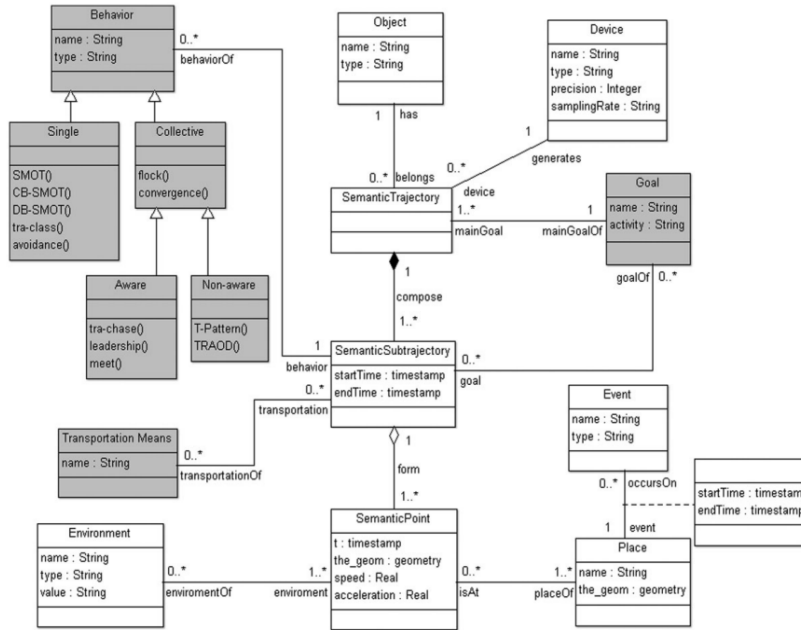 Behavior
name : String
type : String
0..*
behaviorOf
Object
name : String
type : String
1
has
0..*
belongs
Device
name : String
type : String
precision : Integer
samplingRate : String
1
generates
0..*
device
Single
SMOT()
CB-SMOT()
DB-SMOT()
tra-class()
avoidance()
Collective
flock()
convergence()
SemanticTrajectory
1..*
mainGoal
1
mainGoalOf
Goal
name : String
activity : String
goalOf
0..*
1
compose
1..*
Aware
tra-chase()
leadership()
meet()
Non-aware
T-Pattern()
TRAOD()
1
behavior
SemanticSubtrajectory
startTime : timestamp
endTime : timestamp
0..*
goal
0..*
transportation
Transportation Means
name : String
0..*
transportationOf
1
form
1..*
Event
name : String
type : String
0..*
occursOn
startTime : timestamp
endTime : timestamp
1
event
Environment
name : String
type : String
value : String
0..*
enviromentOf
1..*
enviroment
SemanticPoint
t : timestamp
the_geom : geometry
speed : Real
acceleration : Real
0..*
isAt
1..*
placeOf
Place
name : String
the_geom : geometry